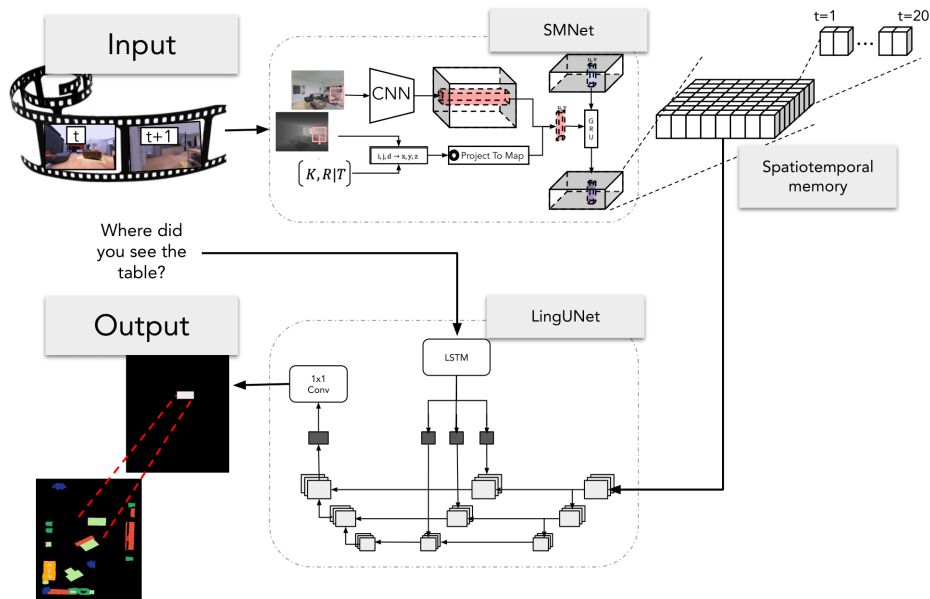 Input
t
t+1
SMNet
CNN
u, v
u, v
G
R
U
i, j, d → x, y, z
Project To Map
[K, R|T]
t=1
...
t=20
Spatiotemporal
memory
Where did
you see the
table?
Output
LingUNet
LSTM
1x1
Conv